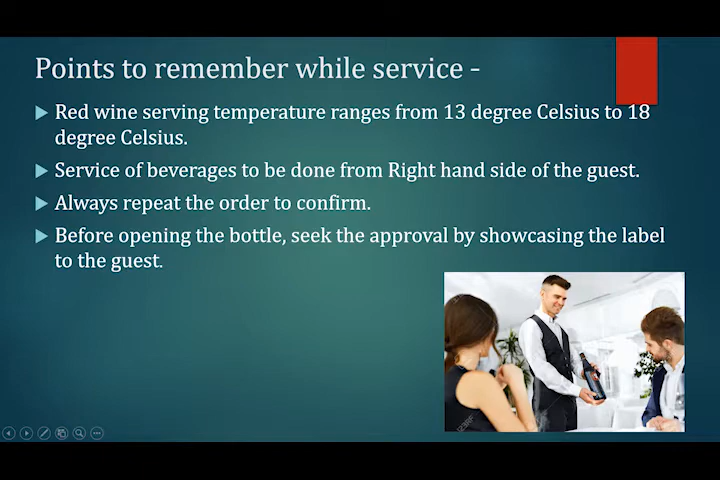 Points to remember while service -
Red wine serving temperature ranges from 13 degree Celsius to 18
degree Celsius.
Service of beverages to be done from Right hand side of the guest.
Always repeat the order to confirm.
Before opening the bottle, seek the approval by showcasing the label
to the guest.